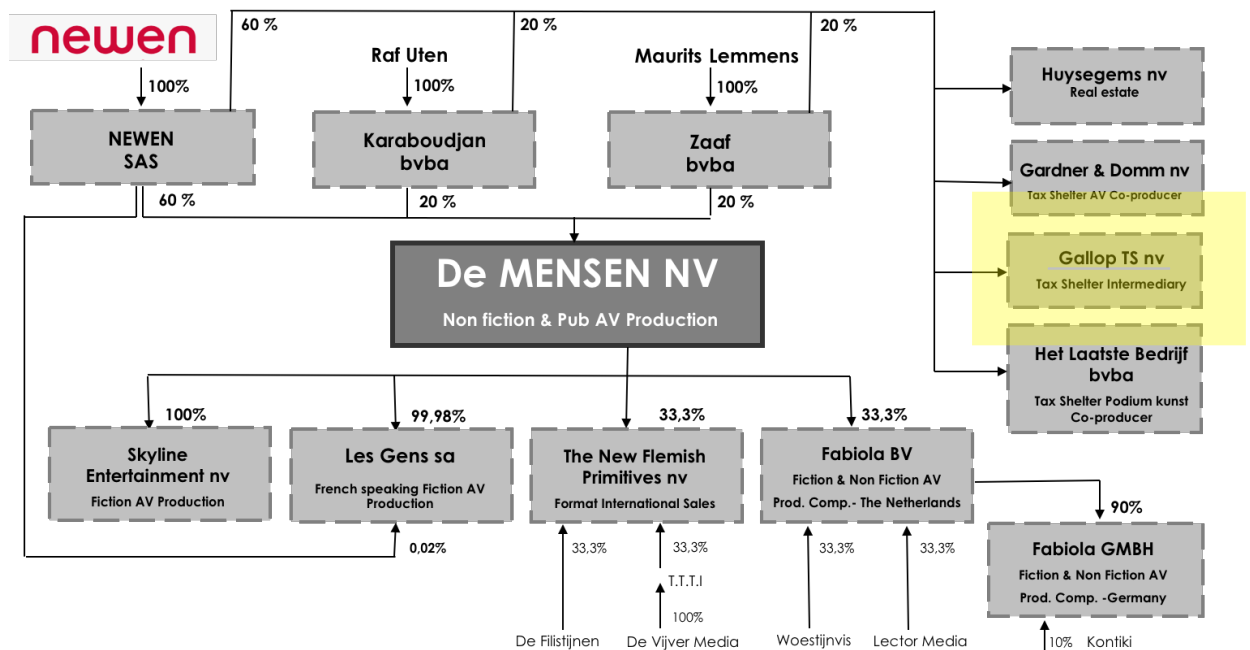 newen
60 %
20 %
20 %
Raf Uten
Maurits Lemmens
100%
100%
100%
NEWEN
SAS
Karaboudjan
bvba
Zaaf
bvba
Huysegems nv
Real estate
Gardner & Domm nv
Tax Shelter AV Co-producer
60 %
20 %
20 %
De MENSEN NV
Non fiction & Pub AV Production
Gallop TS nv
Tax Shelter Intermediary
Het Laatste Bedrijf
bvba
Tax Shelter Podium kunst
Co-producer
100%
99,98%
33,3%
33,3%
Skyline
Entertainment nv
Fiction AV Production
Les Gens sa
French speaking Fiction AV
Production
The New Flemish
Primitives nv
Format International Sales
Fabiola BV
Fiction & Non Fiction AV
Prod. Comp.- The Netherlands
90%
0,02%
33,3%
33,3%
33,3%
33,3%
T.T.T.I
100%
Fabiola GMBH
Fiction & Non Fiction AV
Prod. Comp. -Germany
De Filistijnen
De Vijver Media
Woestijnvis
Lector Media
10%
Kontiki